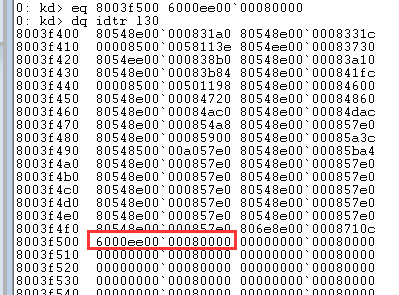 0: kd> eq 8003f500 6000ee00`00080000
0: kd> dq idtr l30
8003f400  80548e00`000831a0 80548e00`0008331c
8003f410  00008500`0058113e 8054ee00`00083730
8003f420  8054ee00`000838b0 80548e00`00083a10
8003f430  80548e00`00083b84 80548e00`000841fc
8003f440  00008500`00501198 80548e00`00084600
8003f450  80548e00`00084720 80548e00`00084860
8003f460  80548e00`00084ac0 80548e00`00084dac
8003f470  80548e00`000854a8 80548e00`000857e0
8003f480  80548e00`00085900 80548e00`00085a3c
8003f490  80548500`00a057e0 80548e00`00085ba4
8003f4a0  80548e00`000857e0 80548e00`000857e0
8003f4b0  80548e00`000857e0 80548e00`000857e0
8003f4c0  80548e00`000857e0 80548e00`000857e0
8003f4d0  80548e00`000857e0 80548e00`000857e0
8003f4e0  80548e00`000857e0 80548e00`000857e0
8003f4f0  80548e00`000857e0 806e8e00`0008710c
8003f500  6000ee00`00080000 00000000`00080000
8003f510  00000000`00080000 00000000`00080000
8003f520  00000000`00080000 00000000`00080000
8003f530  00000000`00080000 00000000`00080000
8003f540  00000000`00080000 00000000`00080000